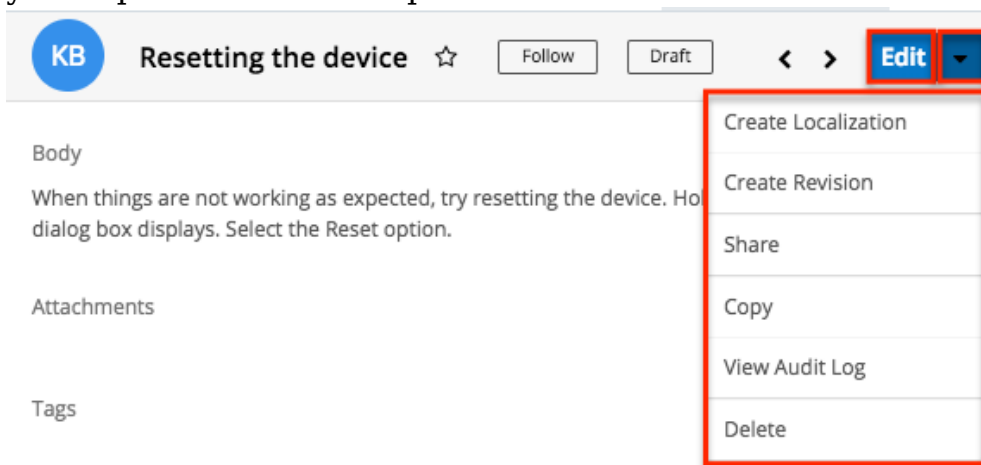 KB Resetting the device Follow Draft Edit
Create Localization
Body
Create Revision
When things are not working as expected, try resetting the device.
dialog box displays. Select the Reset option.
Share
Attachments
Copy
View Audit Log
Tags
Delete